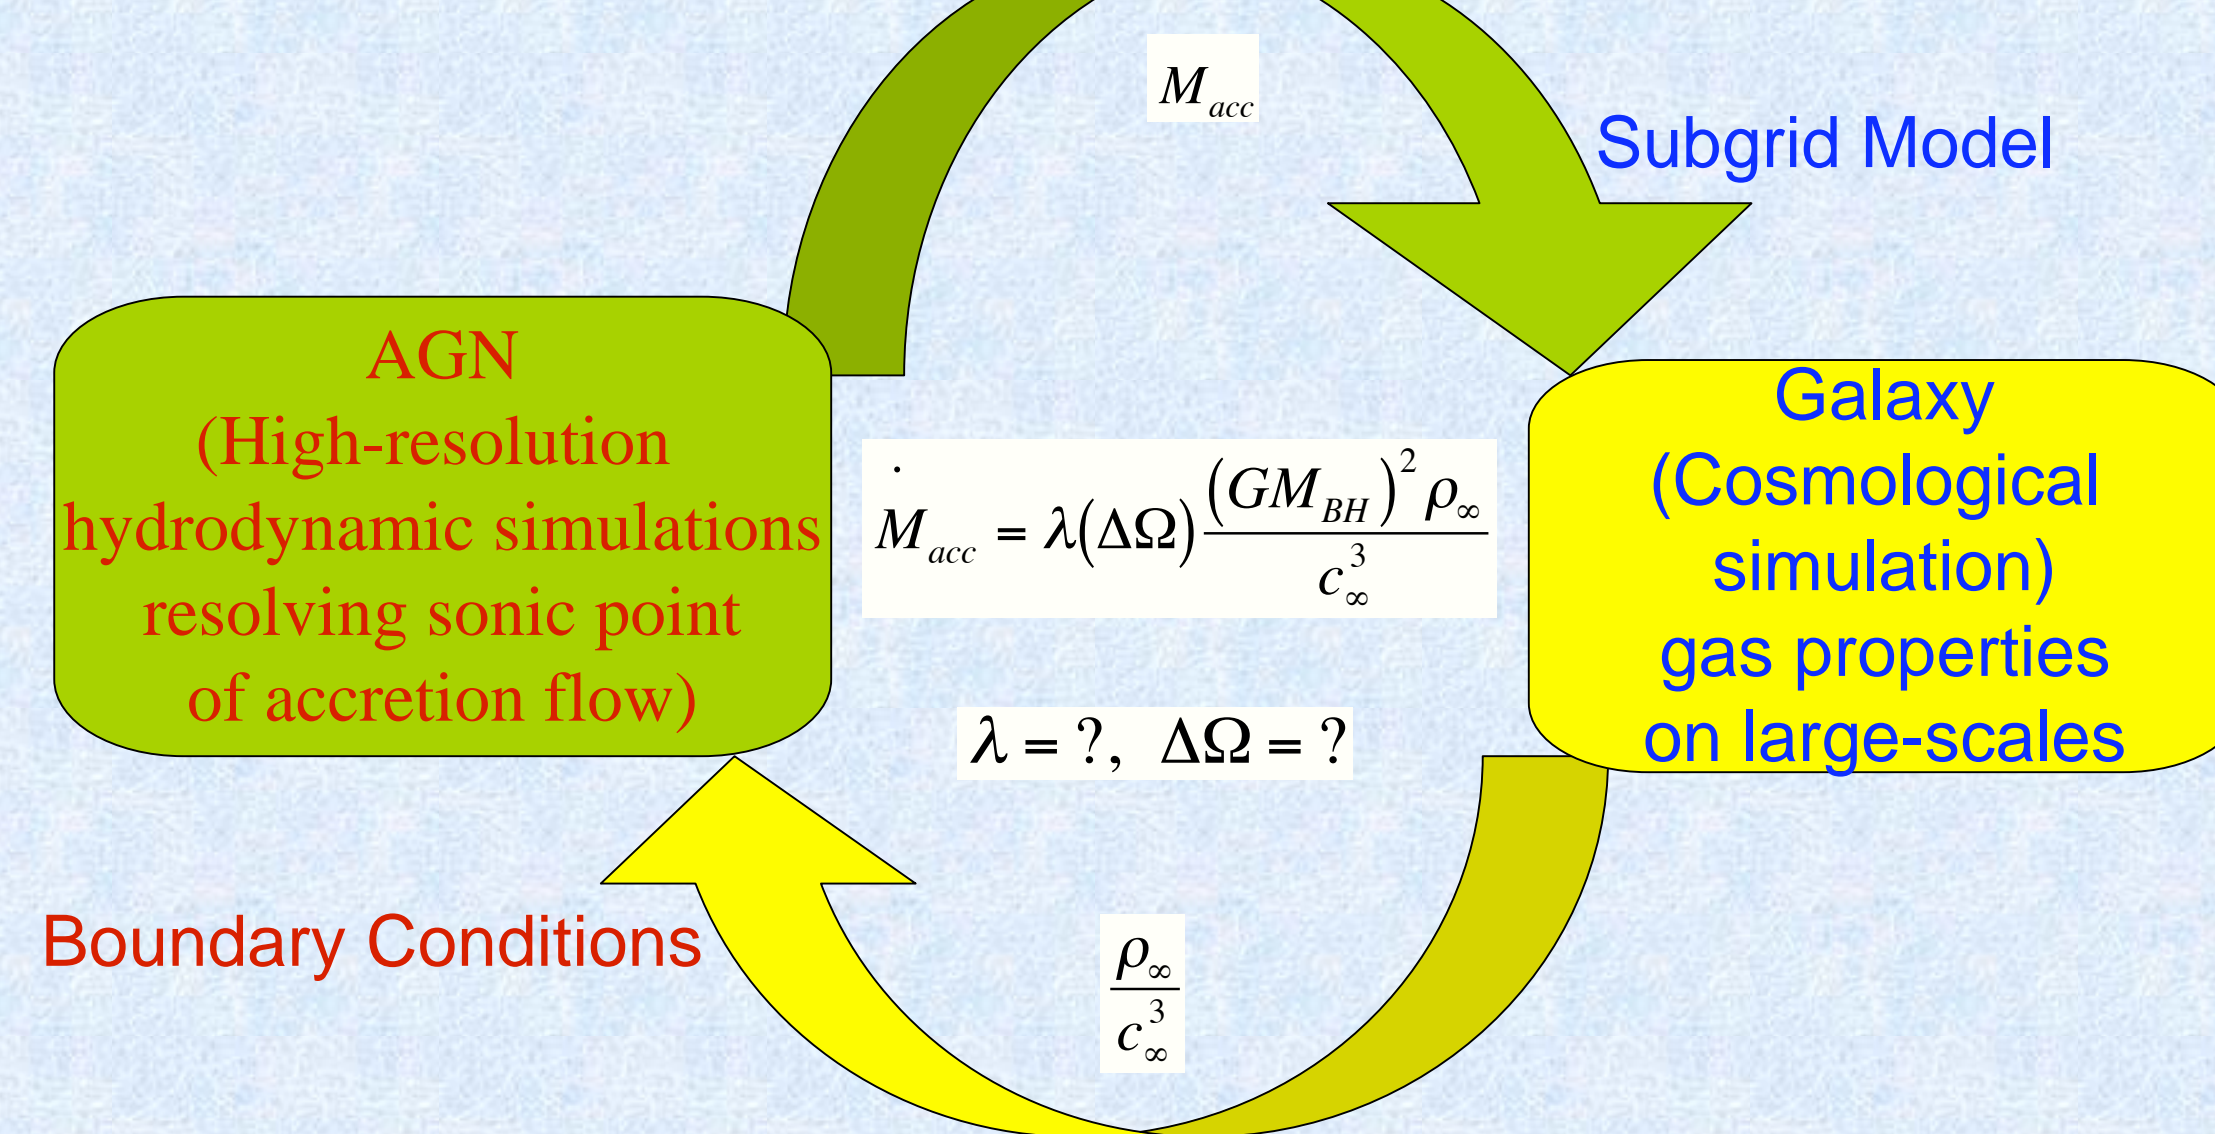 M_acc
Subgrid Model
AGN
(High-resolution
hydrodynamic simulations
resolving sonic point
of accretion flow)
Ṁ_acc = λ(ΔΩ) (GM_BH)² ρ_∞ / c_∞³
λ = ?, ΔΩ = ?
Galaxy
(Cosmological
simulation)
gas properties
on large-scales
Boundary Conditions
ρ_∞ / c_∞³